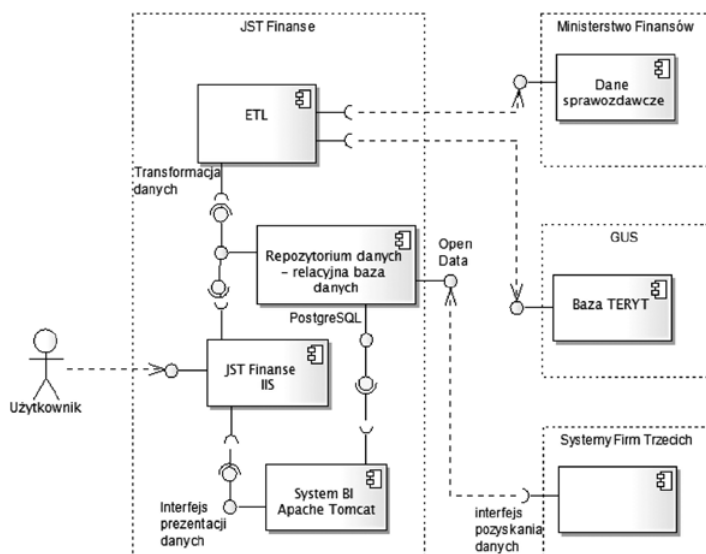 JST Finanse
Ministerstwo Finansów
ETL
Dane
sprawozdawcze
Transformacja
danych
Repozytorium danych
– relacyjna baza
danych
Open
Data
GUS
Baza TERYT
PostgreSQL
JST Finanse
IIS
Użytkownik
Systemy Firm Trzecich
System BI
Apache Tomcat
Interfejs
prezentacji
danych
interfejs
pozyskania
danych